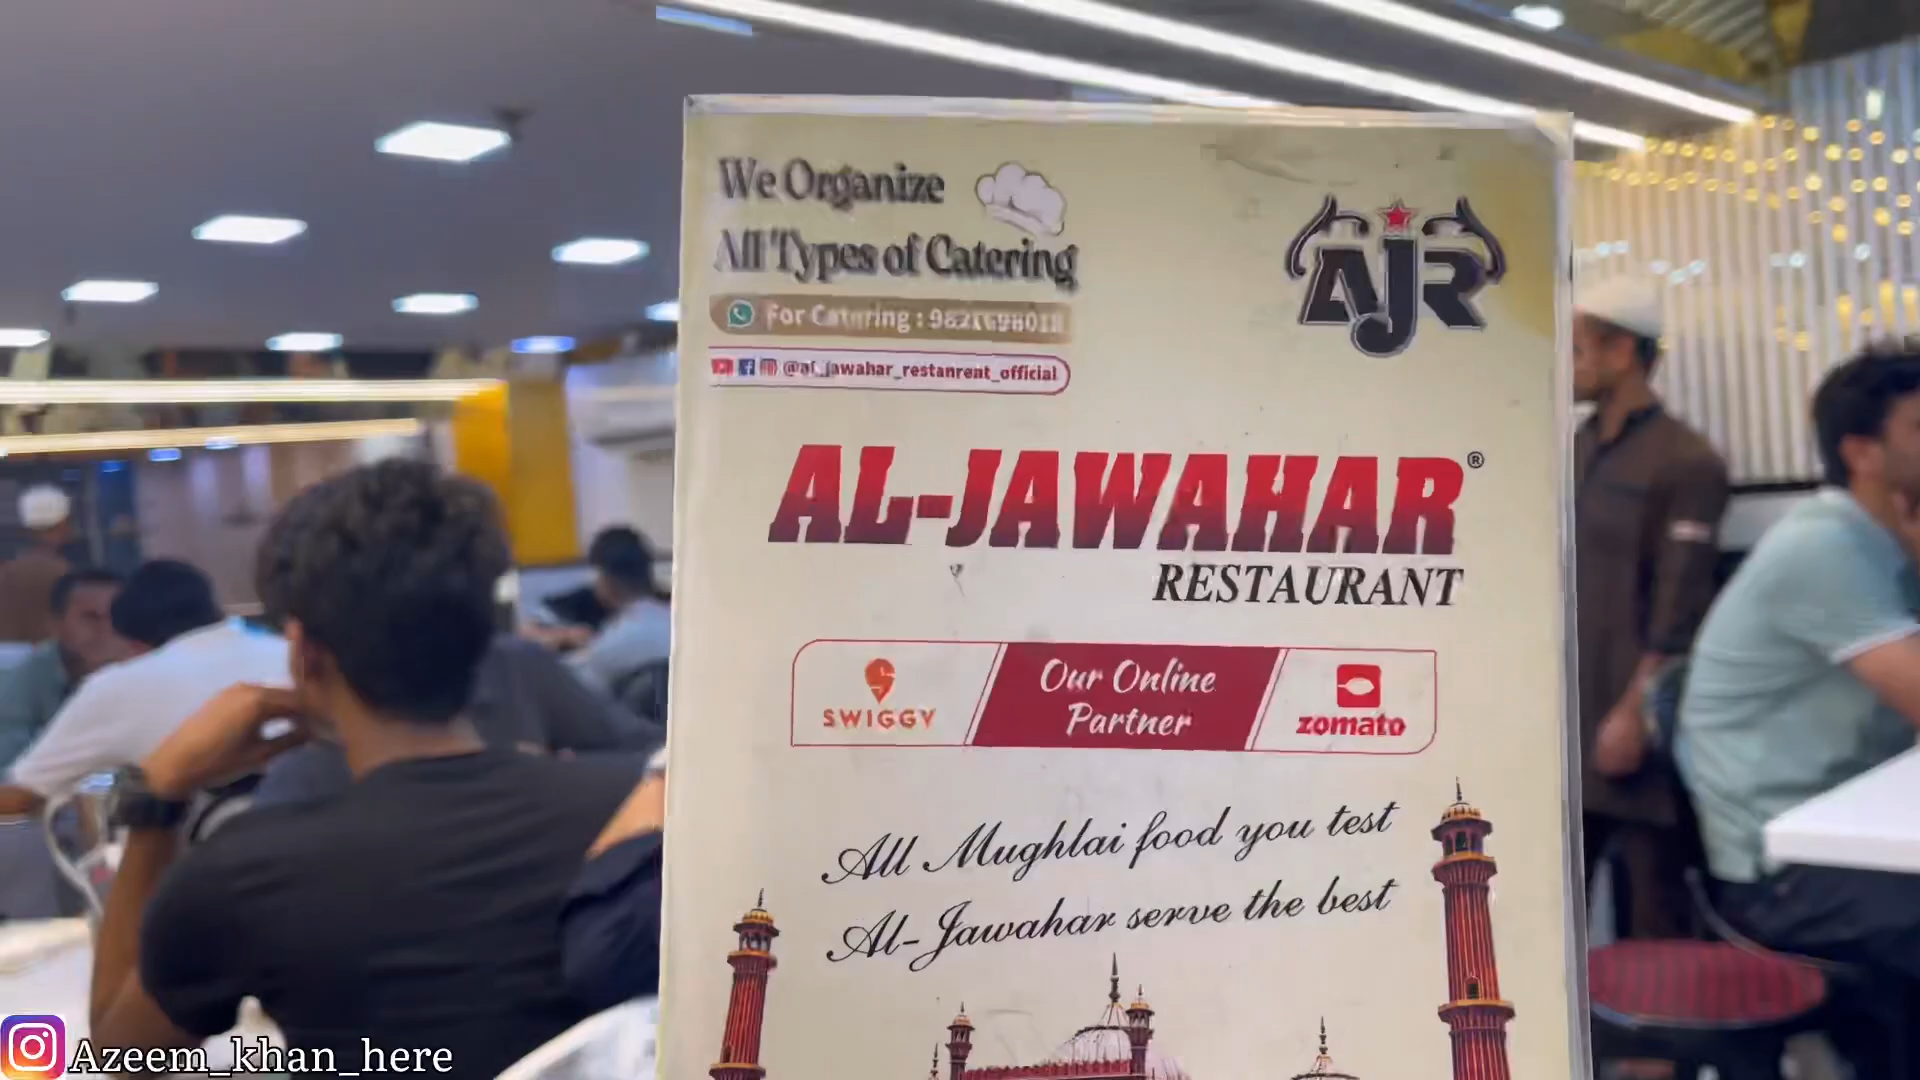 We Organize
All Types of Catering
For Catering :
@al_jawahar_restanrent_official
AJR
AL-JAWAHAR®
RESTAURANT
SWIGGY
Our Online
Partner
zomato
All Mughlai food you test
Al-Jawahar serve the best
Azeem_khan_here